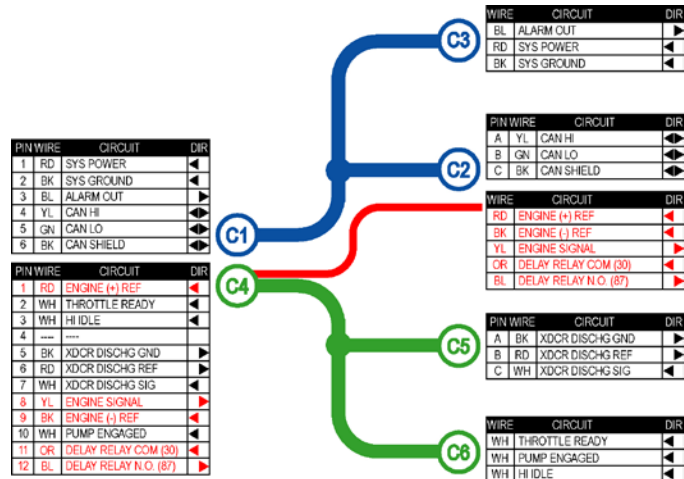 WIRE CIRCUIT DIR
BL ALARM OUT
RD SYS POWER
BK SYS GROUND
C3
PIN WIRE CIRCUIT DIR
A YL CAN HI
B GN CAN LO
C BK CAN SHIELD
C2
PIN WIRE CIRCUIT DIR
1 RD SYS POWER
2 BK SYS GROUND
3 BL ALARM OUT
4 YL CAN HI
5 GN CAN LO
6 BK CAN SHIELD
C1
WIRE CIRCUIT DIR
RD ENGINE (+) REF
BK ENGINE (-) REF
YL ENGINE SIGNAL
OR DELAY RELAY COM (30)
BL DELAY RELAY N.O. (87)
PIN WIRE CIRCUIT DIR
1 RD ENGINE (+) REF
2 WH THROTTLE READY
3 WH HI IDLE
4 ---- ----
5 BK XDCR DISCHG GND
6 RD XDCR DISCHG REF
7 WH XDCR DISCHG SIG
8 YL ENGINE SIGNAL
9 BK ENGINE (-) REF
10 WH PUMP ENGAGED
11 OR DELAY RELAY COM (30)
12 BL DELAY RELAY N.O. (87)
C4
PIN WIRE CIRCUIT DIR
A BK XDCR DISCHG GND
B RD XDCR DISCHG REF
C WH XDCR DISCHG SIG
C5
WIRE CIRCUIT DIR
WH THROTTLE READY
WH PUMP ENGAGED
WH HI IDLE
C6